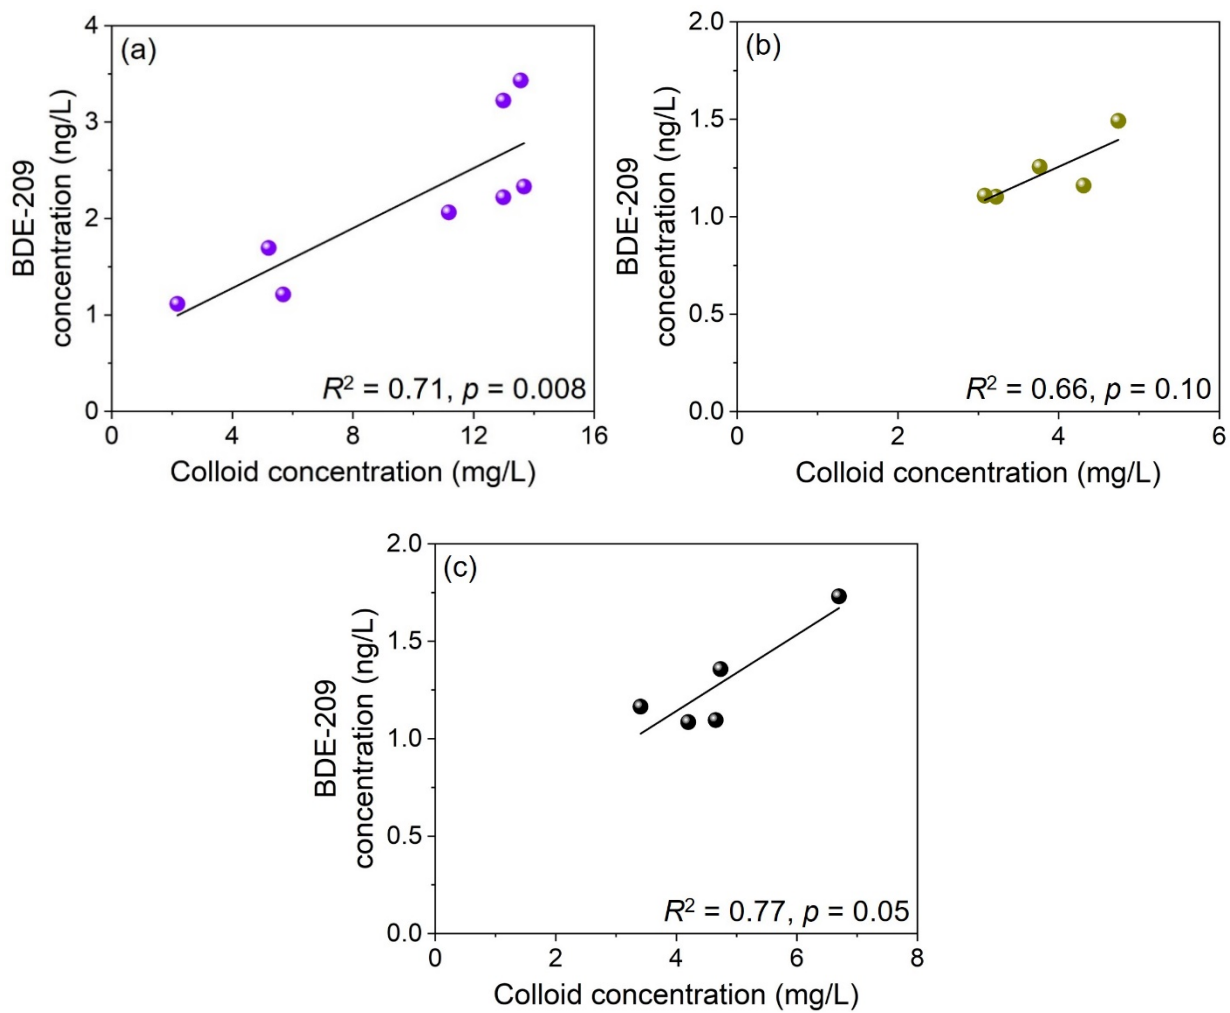 (a)
4
3
2
1
0
BDE-209
concentration (ng/L)
R² = 0.71, p = 0.008
0 4 8 12 16
Colloid concentration (mg/L)
(b)
2.0
1.5
1.0
0.5
0.0
BDE-209
concentration (ng/L)
R² = 0.66, p = 0.10
0 2 4 6
Colloid concentration (mg/L)
(c)
2.0
1.5
1.0
0.5
0.0
BDE-209
concentration (ng/L)
R² = 0.77, p = 0.05
0 2 4 6 8
Colloid concentration (mg/L)